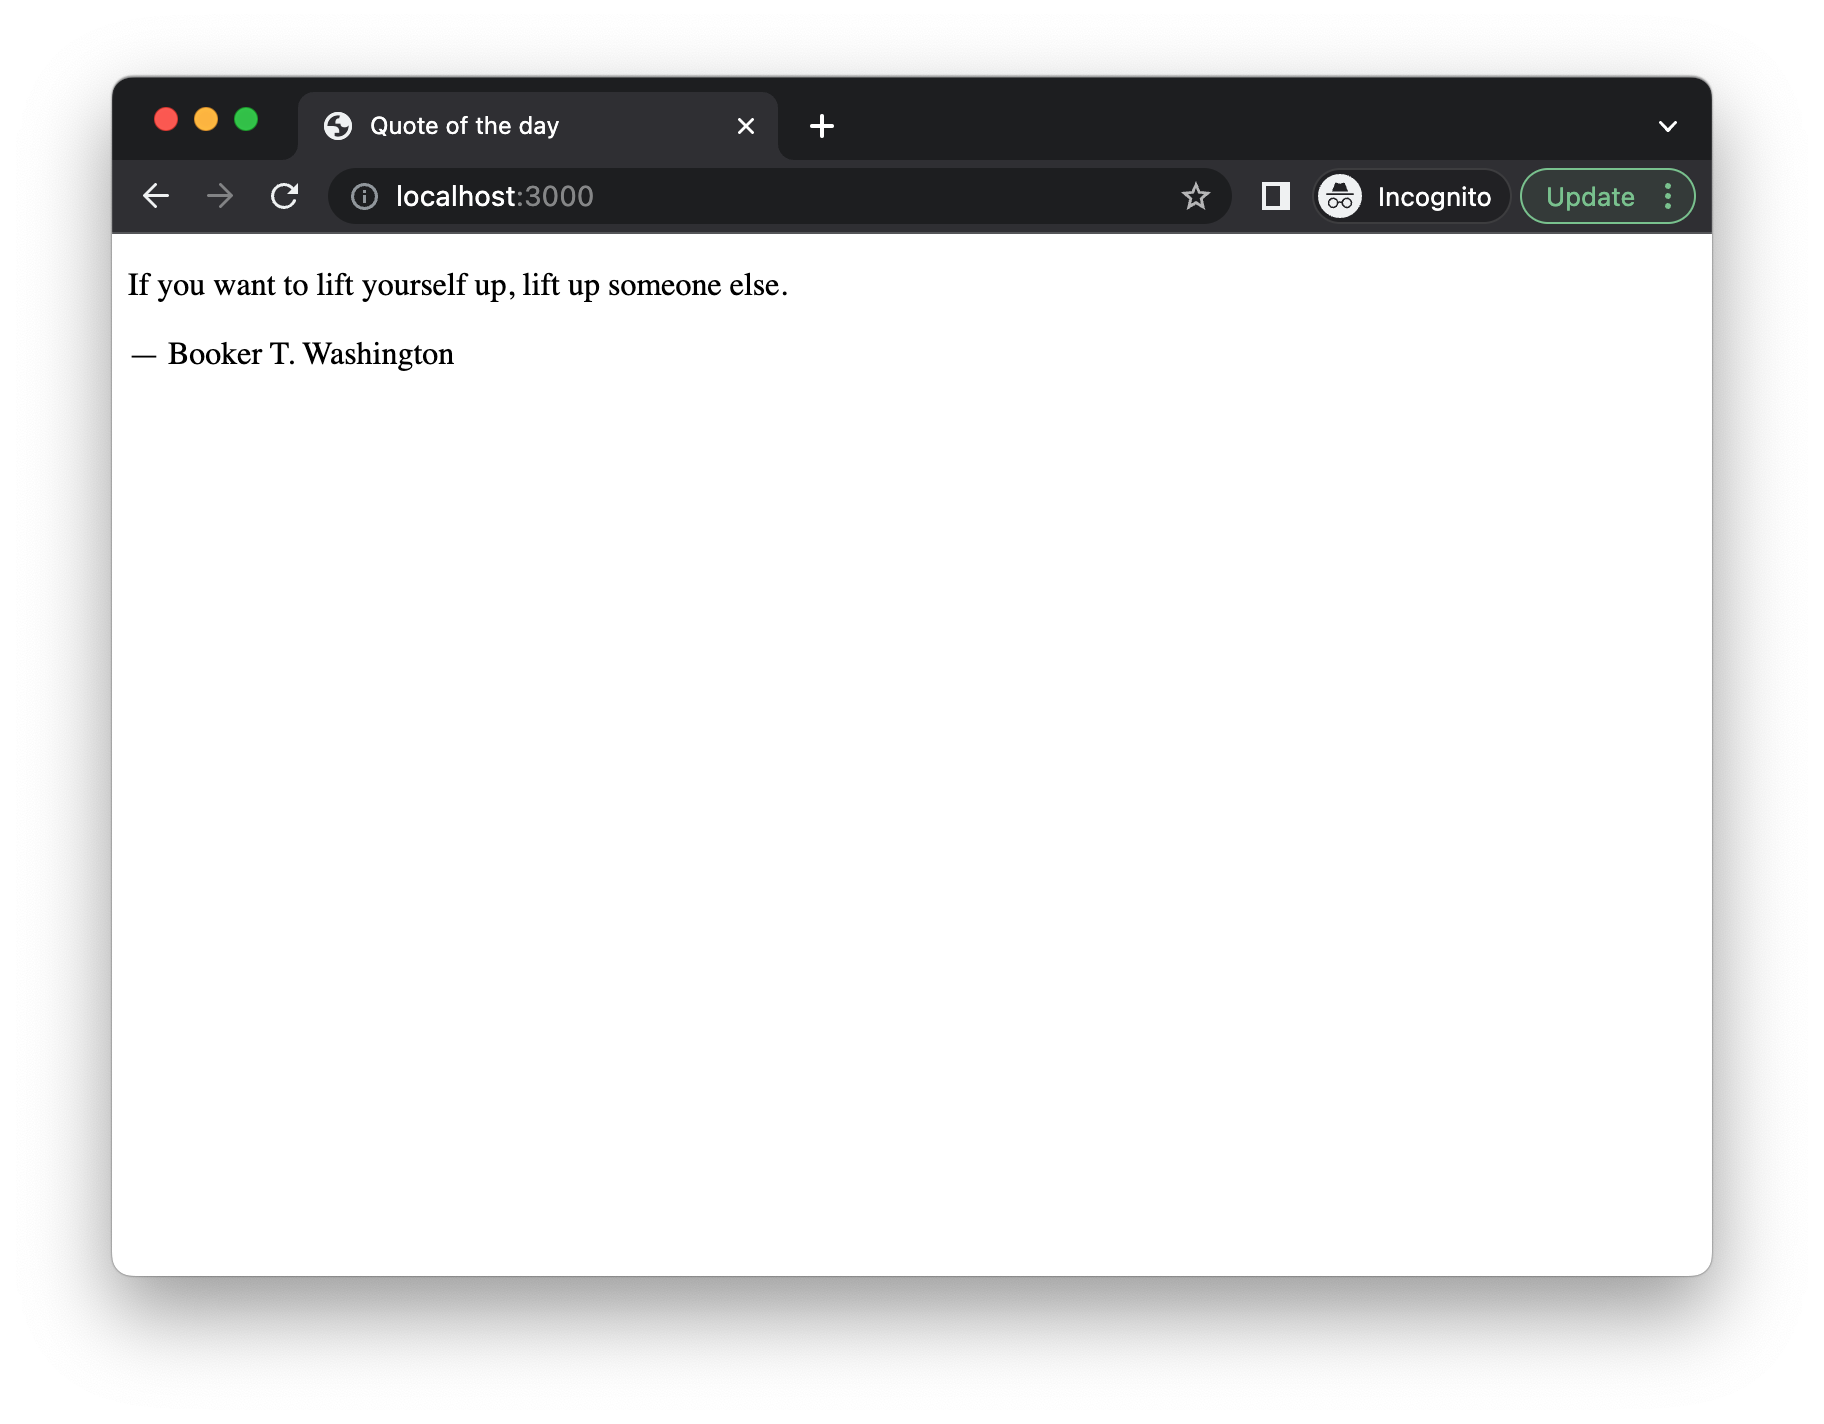 Quote of the day
localhost:3000
Incognito
Update
If you want to lift yourself up, lift up someone else.
— Booker T. Washington